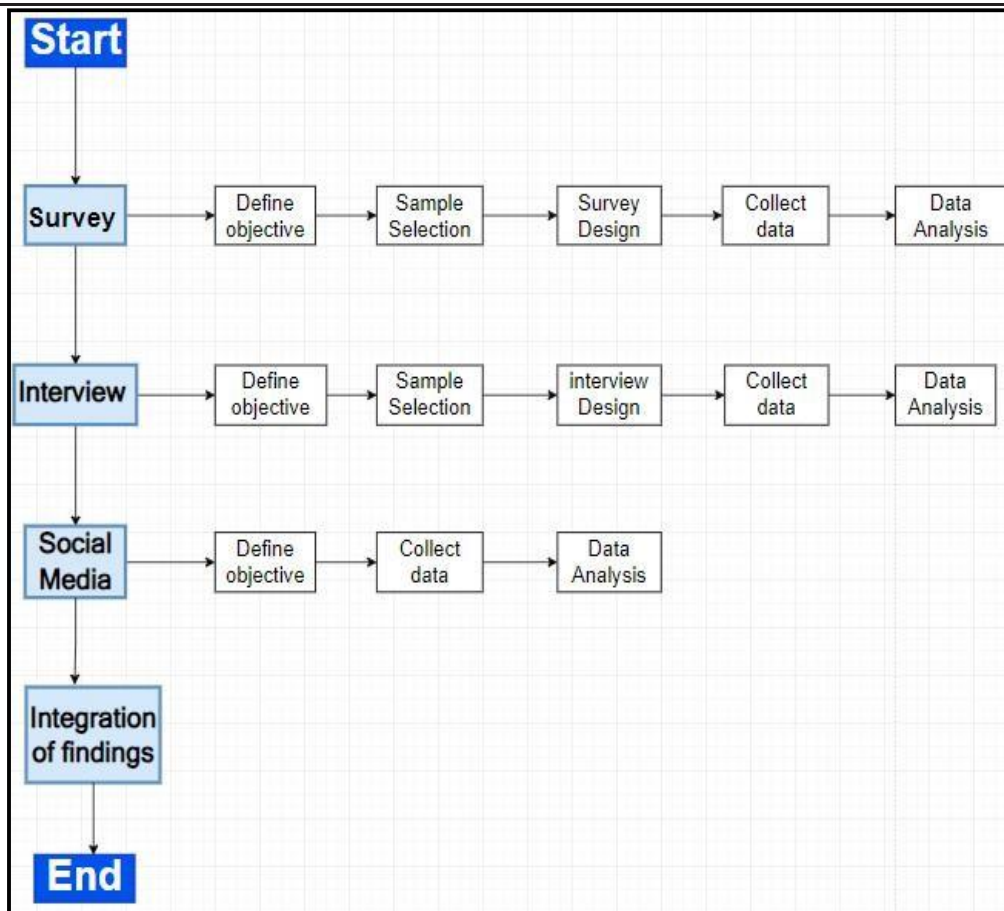 Start
Survey
Define
objective
Sample
Selection
Survey
Design
Collect
data
Data
Analysis
Interview
Define
objective
Sample
Selection
interview
Design
Collect
data
Data
Analysis
Social
Media
Define
objective
Collect
data
Data
Analysis
Integration
of findings
End